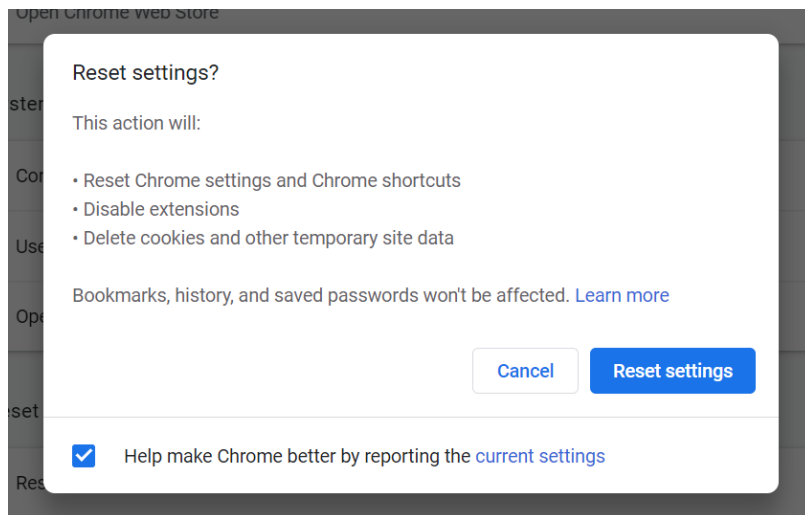 Open Chrome Web Store
Reset settings?
This action will:
• Reset Chrome settings and Chrome shortcuts
• Disable extensions
• Delete cookies and other temporary site data
Bookmarks, history, and saved passwords won't be affected. Learn more
Cancel Reset settings
Help make Chrome better by reporting the current settings